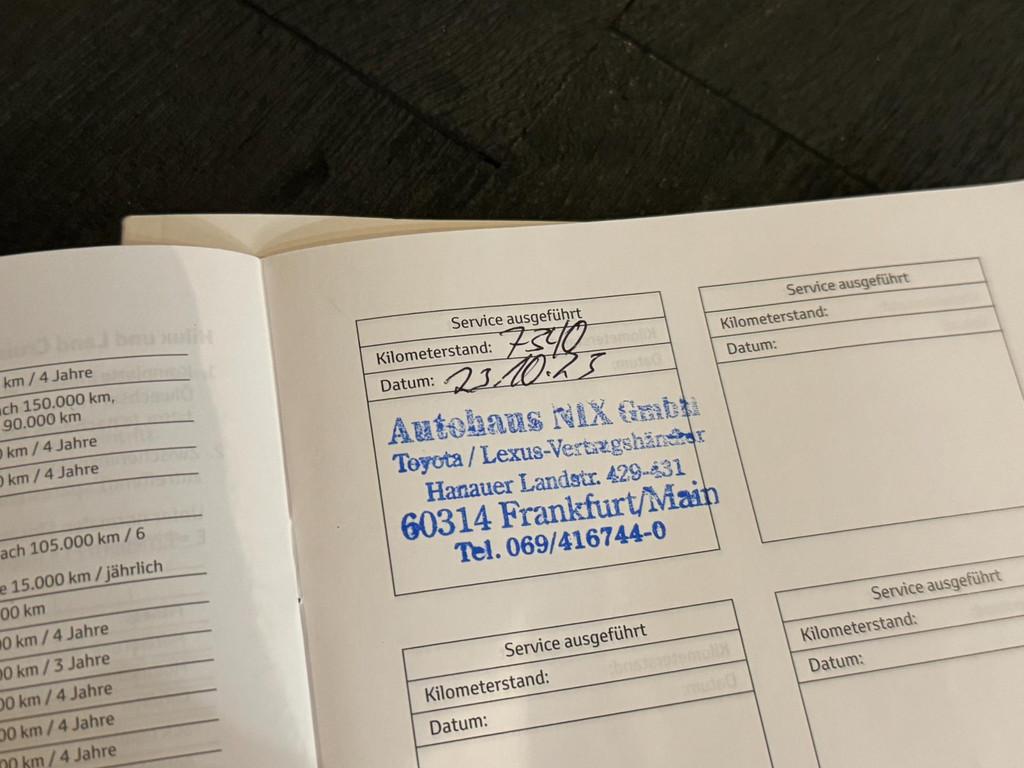 km / 4 Jahre
ach 150.000 km,
90.000 km
km / 4 Jahre
0 km / 4 Jahre
ach 105.000 km / 6
e 15.000 km / jährlich
00 km
00 km / 4 Jahre
00 km / 3 Jahre
00 km / 4 Jahre
00 km / 4 Jahre
00 km / 4 Jahre
Service ausgeführt
Kilometerstand: 7340
Datum: 23.10.23
Autohaus NIX GmbH
Toyota / Lexus-Vertragshändler
Hanauer Landstr. 429-431
60314 Frankfurt/Main
Tel. 069/416744-0
Service ausgeführt
Kilometerstand:
Datum:
Service ausgeführt
Kilometerstand:
Datum:
Service ausgeführt
Kilometerstand:
Datum: